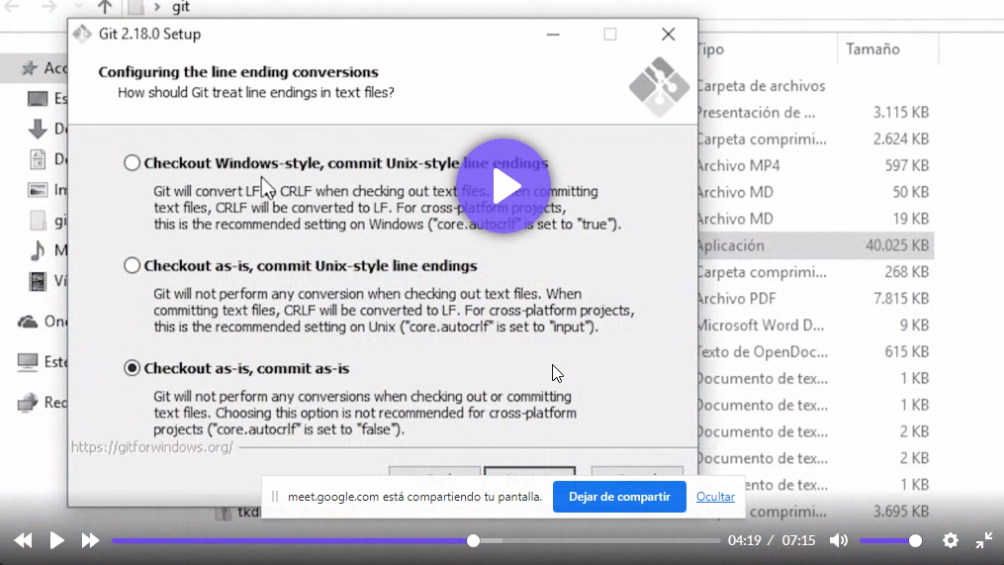 git
Git 2.18.0 Setup
Configuring the line ending conversions
How should Git treat line endings in text files?
Checkout Windows-style, commit Unix-style line endings
Git will convert LF to CRLF when checking out text files. When committing
text files, CRLF will be converted to LF. For cross-platform projects,
this is the recommended setting on Windows ("core.autocrlf" is set to "true").
Checkout as-is, commit Unix-style line endings
Git will not perform any conversion when checking out text files. When
committing text files, CRLF will be converted to LF. For cross-platform projects,
this is the recommended setting on Unix ("core.autocrlf" is set to "input").
Checkout as-is, commit as-is
Git will not perform any conversions when checking out or committing
text files. Choosing this option is not recommended for cross-platform
projects ("core.autocrlf" is set to "false").
https://gitforwindows.org/
Tipo Tamaño
Carpeta de archivos
Presentación de ... 3.115 KB
Carpeta comprimi... 2.624 KB
Archivo MP4 597 KB
Archivo MD 50 KB
Archivo MD 19 KB
Aplicación 40.025 KB
Carpeta comprimi... 268 KB
Archivo PDF 7.815 KB
Microsoft Word D... 9 KB
Texto de OpenDoc... 615 KB
Documento de tex... 1 KB
Documento de tex... 1 KB
Documento de tex... 2 KB
Documento de tex... 2 KB
Documento de tex... 1 KB
comprimi... 3.695 KB
meet.google.com está compartiendo tu pantalla. Dejar de compartir Ocultar
04:19 / 07:15